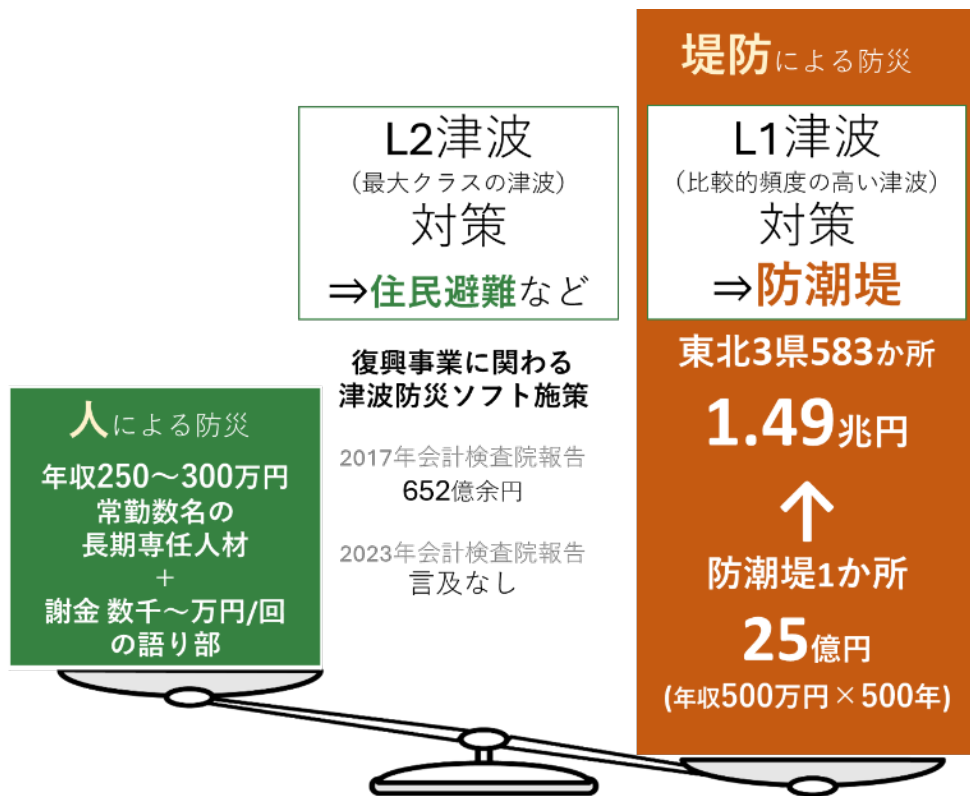 堤防による防災
L2津波
(最大クラスの津波)
対策
⇒住民避難など
L1津波
(比較的頻度の高い津波)
対策
⇒防潮堤
復興事業に関わる
津波防災ソフト施策
2017年会計検査院報告
652億余円
2023年会計検査院報告
言及なし
東北3県583か所
1.49兆円
↑
防潮堤1か所
25億円
(年収500万円×500年)
人による防災
年収250~300万円
常勤数名の
長期専任人材
+
謝金 数千~万円/回
の語り部